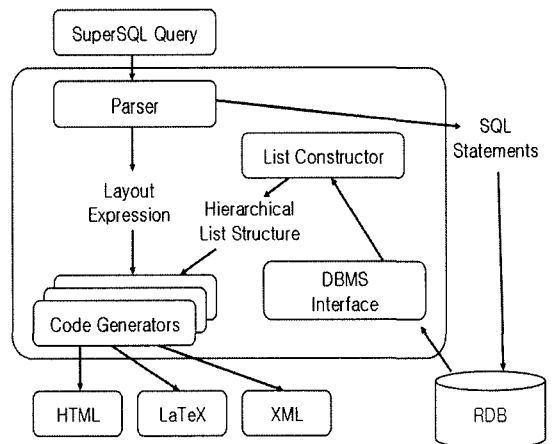 SuperSQL Query
Parser
SQL
Statements
List Constructor
Layout
Expression
Hierarchical
List Structure
DBMS
Interface
Code Generators
HTML
LaTeX
XML
RDB